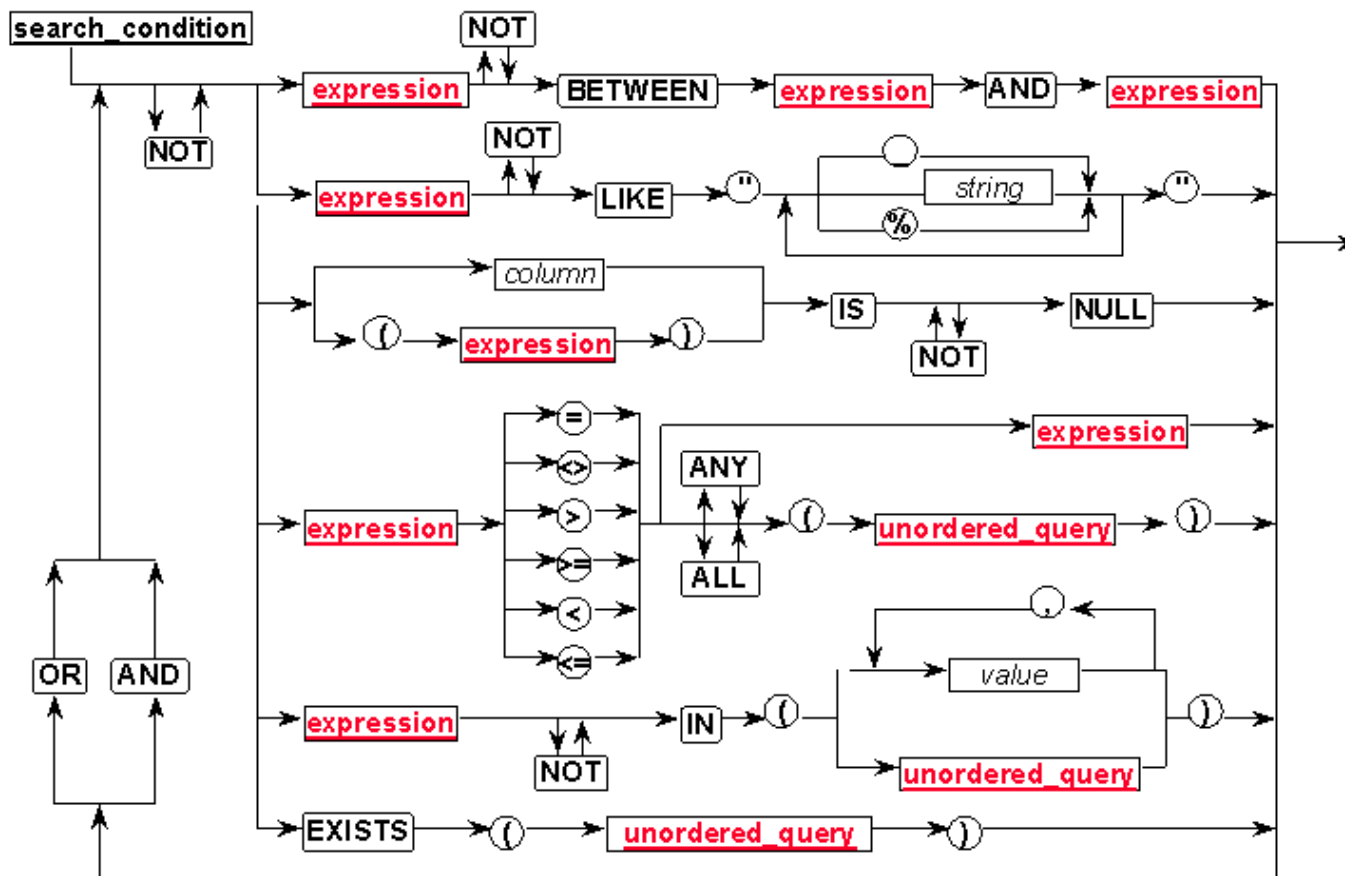 search_condition
NOT
expression BETWEEN expression AND expression
NOT
NOT
_
expression LIKE " string "
%
column
IS NULL
( expression ) NOT
=
expression
<>
ANY
>
expression ( unordered_query )
>=
ALL
<
,
OR AND <= value
expression IN ( )
NOT unordered_query
EXISTS ( unordered_query )